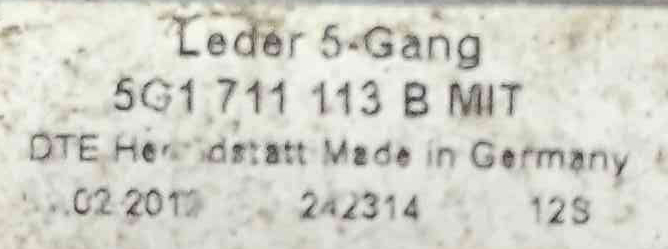 Leder 5-Gang
5G1 711 113 B MIT
DTE Made in Germany
242314 12S